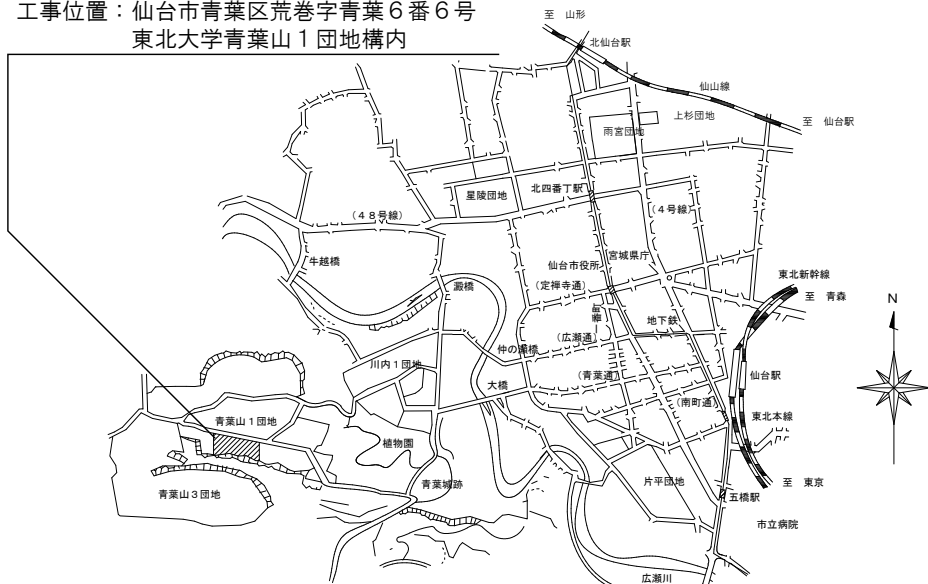 工事位置：仙台市青葉区荒巻字青葉６番６号
東北大学青葉山１団地構内
至　山形
北仙台駅
仙山線
至　仙台駅
上杉団地
雨宮団地
星陵団地
北四番丁駅
（４８号線）
（４号線）
牛越橋
仙台市役所
宮城県庁
東北新幹線
至　青森
澱橋
（定禅寺通）
地下鉄
（広瀬通）
仲の瀬橋
川内１団地
大橋
（青葉通）
仙台駅
（南町通）
東北本線
青葉山１団地
植物園
青葉城跡
青葉山３団地
片平団地
至　東京
五橋駅
市立病院
広瀬川
N